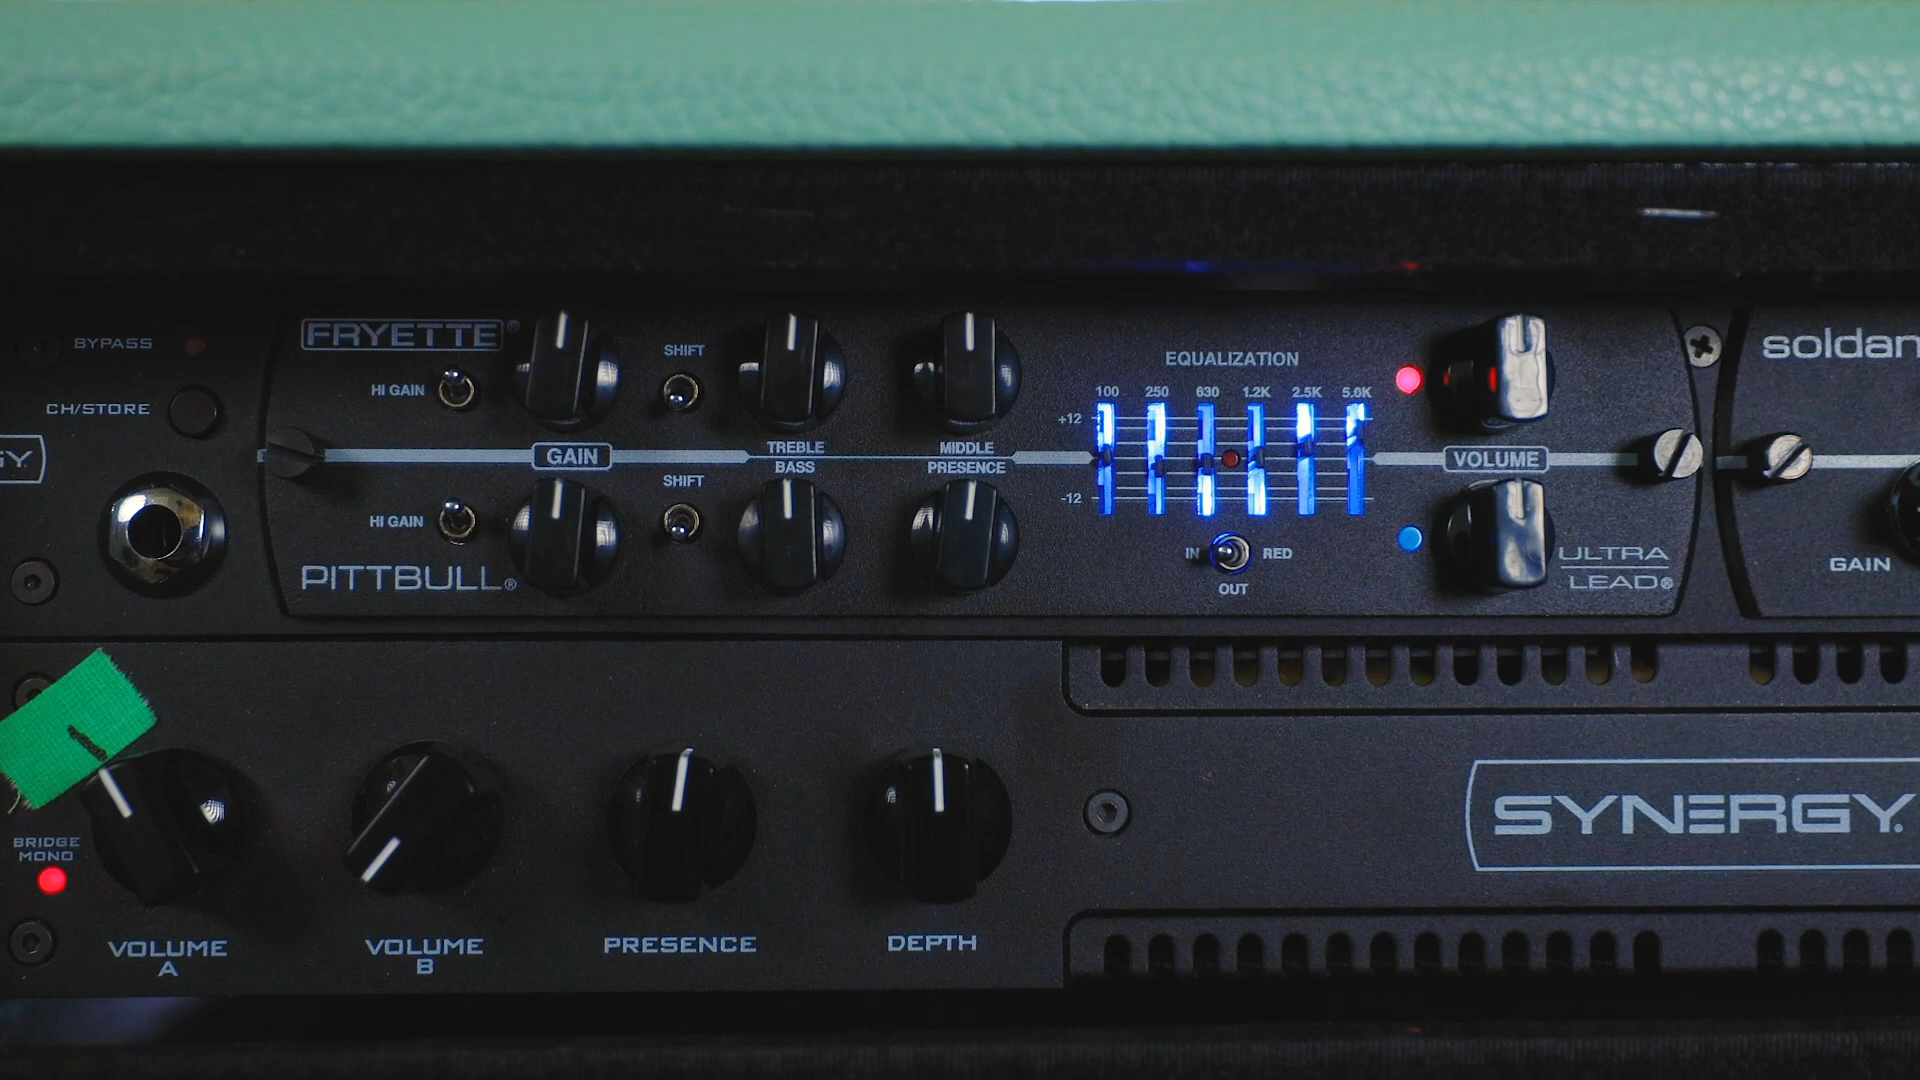 BYPASS
CH/STORE
GY.
FRYETTE®
HI GAIN
SHIFT
GAIN
TREBLE
BASS
MIDDLE
PRESENCE
HI GAIN
SHIFT
PITTBULL®
EQUALIZATION
100 250 630 1.2K 2.5K 5.0K
+12
-12
IN RED
OUT
VOLUME
ULTRA
LEAD®
soldan
GAIN
BRIDGE
MONO
VOLUME
A
VOLUME
B
PRESENCE
DEPTH
SYNERGY.